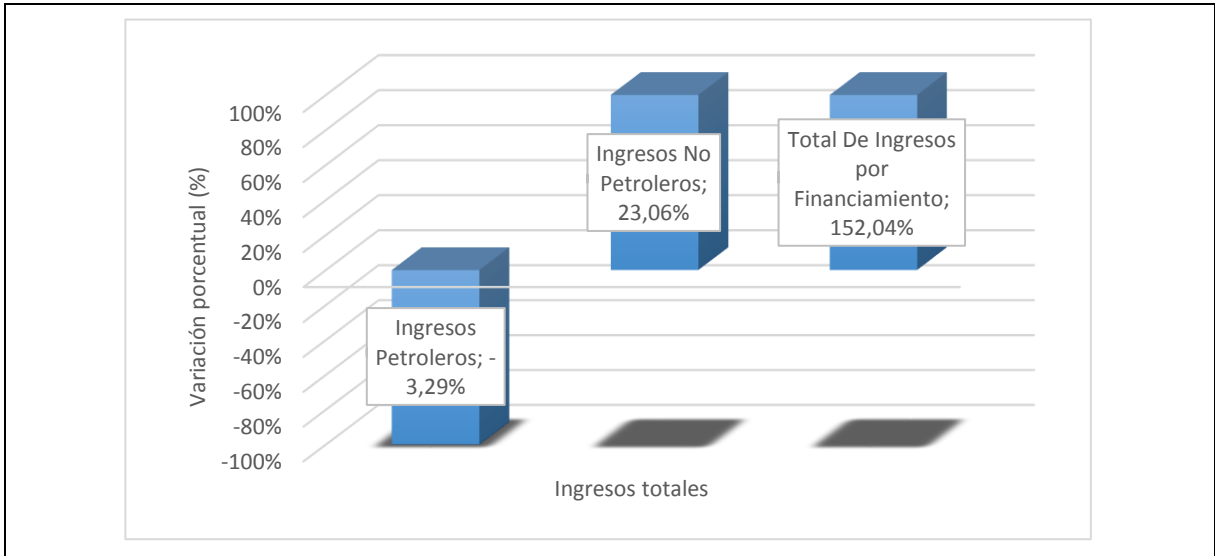 100%
80%
60%
40%
20%
0%
-20%
-40%
-60%
-80%
-100%
Variación porcentual (%)
Ingresos
Petroleros; -
3,29%
Ingresos No
Petroleros;
23,06%
Total De Ingresos
por
Financiamiento;
152,04%
Ingresos totales